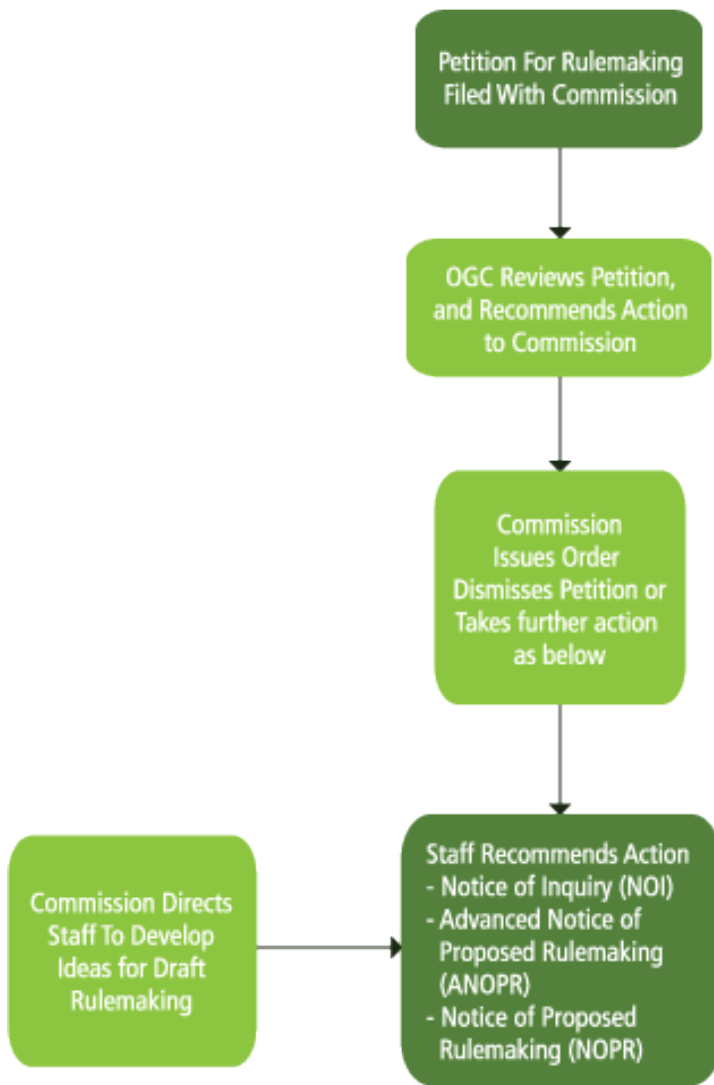 Petition For Rulemaking
Filed With Commission
OGC Reviews Petition,
and Recommends Action
to Commission
Commission
Issues Order
Dismisses Petition or
Takes further action
as below
Commission Directs
Staff To Develop
Ideas for Draft
Rulemaking
Staff Recommends Action
- Notice of Inquiry (NOI)
- Advanced Notice of
Proposed Rulemaking
(ANOPR)
- Notice of Proposed
Rulemaking (NOPR)